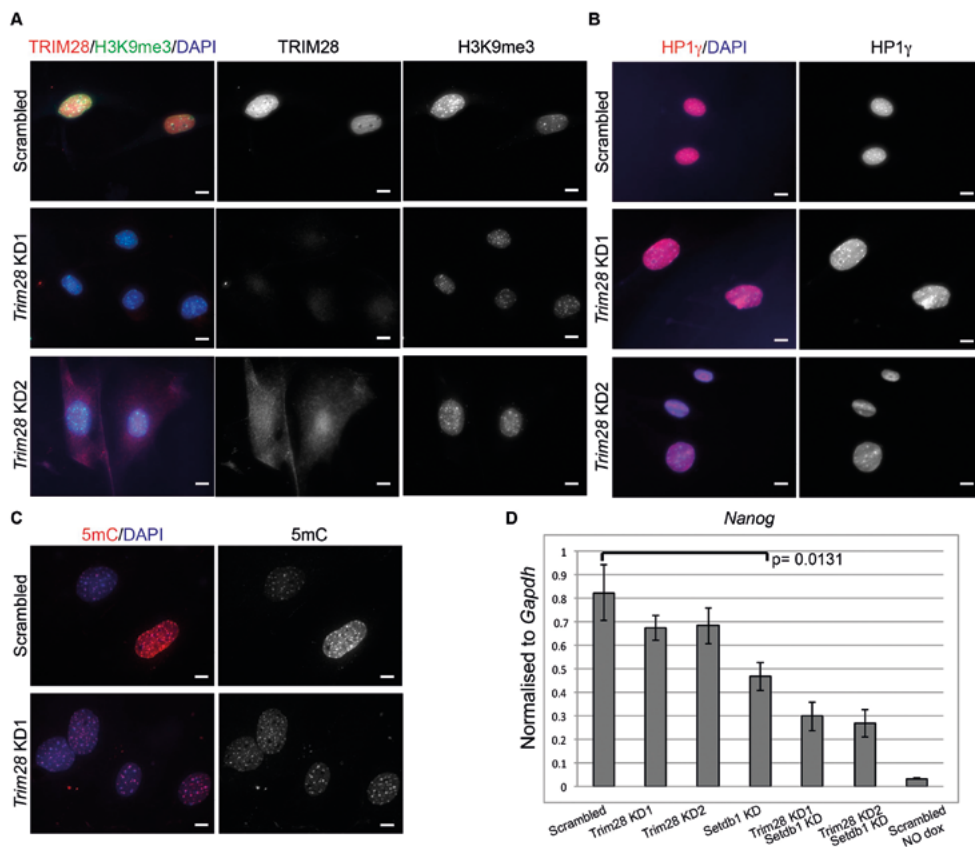 A
TRIM28/H3K9me3/DAPI
TRIM28
H3K9me3
Scrambled
Trim28 KD1
Trim28 KD2
B
HP1γ/DAPI
HP1γ
Scrambled
Trim28 KD1
Trim28 KD2
C
5mC/DAPI
5mC
Scrambled
Trim28 KD1
D
Nanog
p= 0.0131
Normalised to Gapdh
1
0.9
0.8
0.7
0.6
0.5
0.4
0.3
0.2
0.1
0
Scrambled
Trim28 KD1
Trim28 KD2
Setdb1 KD
Trim28 KD1
Setdb1 KD
Trim28 KD2
Setdb1 KD
Scrambled
NO dox